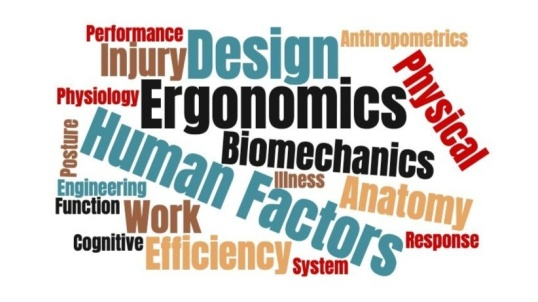 Performance
Injury
Design
Anthropometrics
Physiology
Ergonomics
Physical
Posture
Human Factors
Biomechanics
Illness
Engineering
Anatomy
Function
Work
Cognitive
Efficiency
System
Response